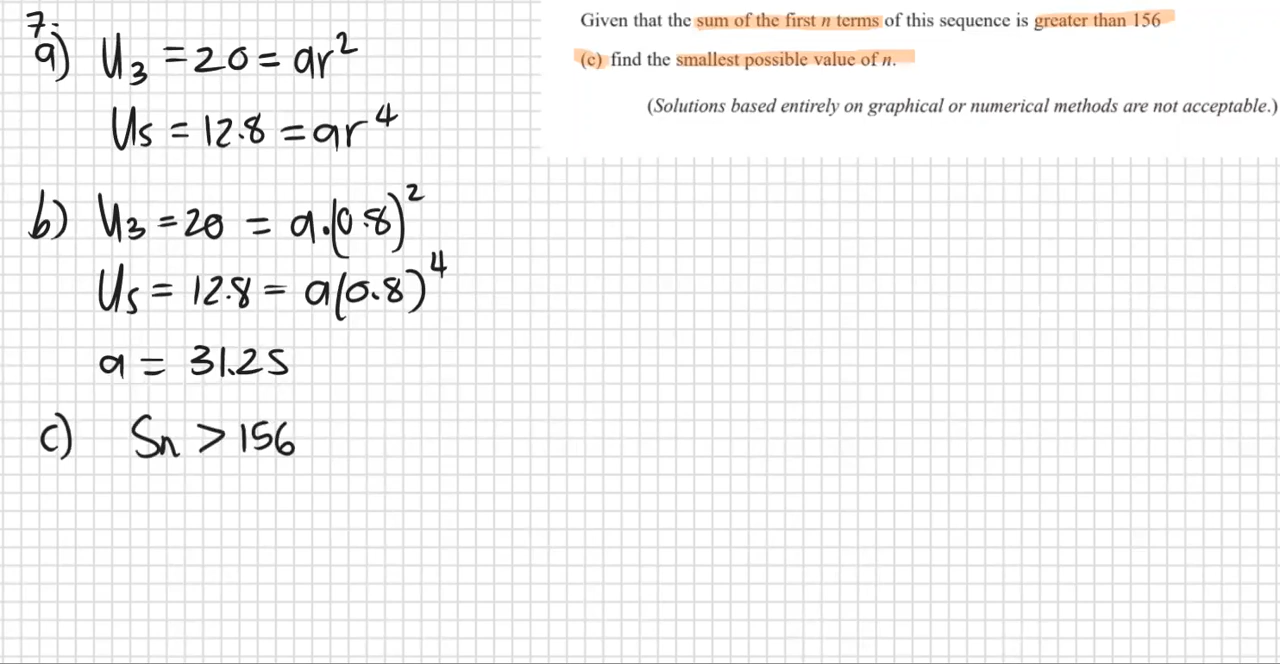 7.
a) U₃ = 20 = ar²
U₅ = 12.8 = ar⁴
b) U₃ = 20 = a.(0.8)²
U₅ = 12.8 = a(0.8)⁴
a = 31.25
c) Sn > 156
Given that the sum of the first n terms of this sequence is greater than 156
(c) find the smallest possible value of n.
(Solutions based entirely on graphical or numerical methods are not acceptable.)